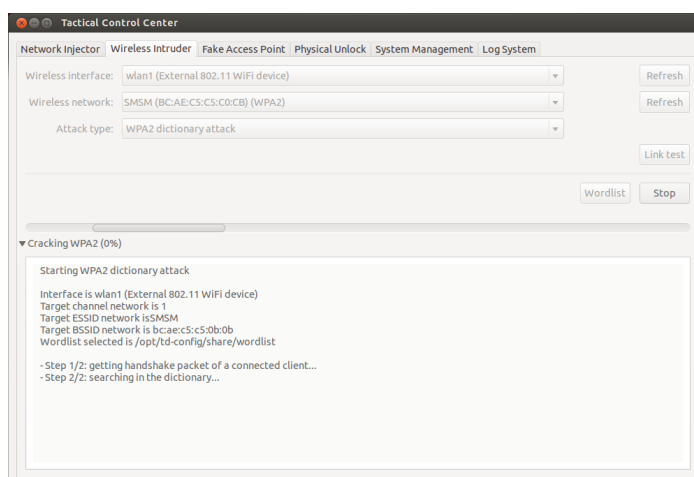 Tactical Control Center
Network Injector Wireless Intruder Fake Access Point Physical Unlock System Management Log System
Wireless interface: wlan1 (External 802.11 WiFi device) Refresh
Wireless network: SMSM (BC:AE:C5:C5:C0:CB) (WPA2) Refresh
Attack type: WPA2 dictionary attack
Link test
Wordlist Stop
Cracking WPA2 (0%)
Starting WPA2 dictionary attack
Interface is wlan1 (External 802.11 WiFi device)
Target channel network is 1
Target ESSID network isSMSM
Target BSSID network is bc:ae:c5:c5:0b:0b
Wordlist selected is /opt/td-config/share/wordlist
- Step 1/2: getting handshake packet of a connected client...
- Step 2/2: searching in the dictionary...